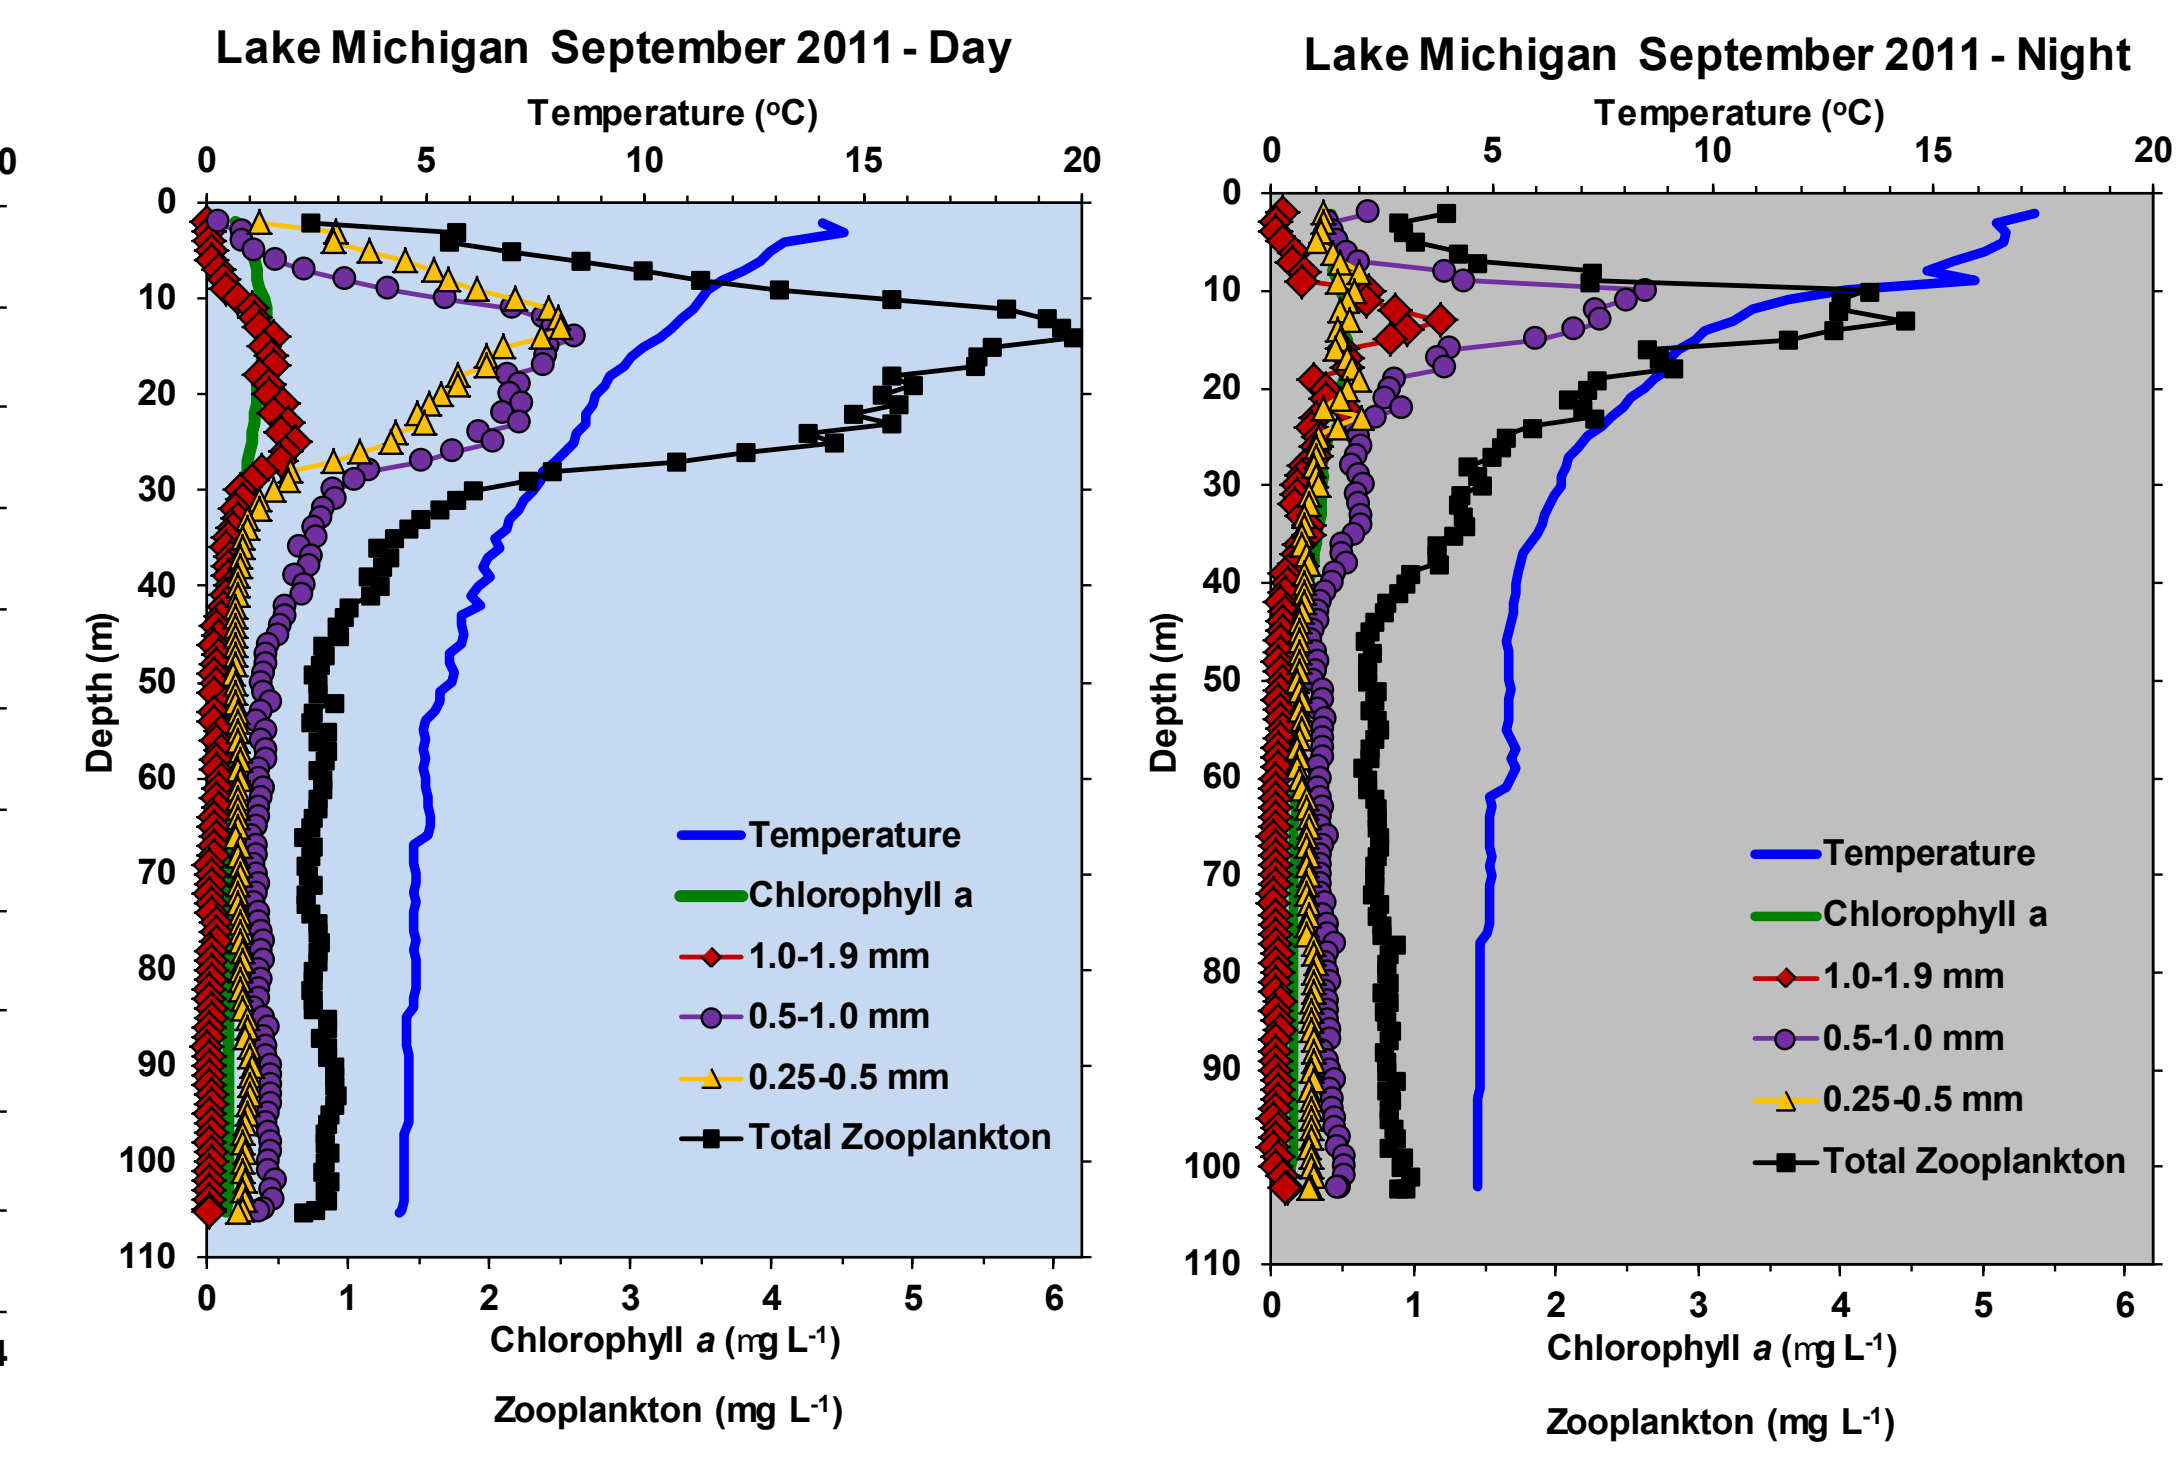 Lake Michigan September 2011 - Day
Temperature (ºC)
0 5 10 15 20
0
10
20
30
40
50
60
70
80
90
100
110
Depth (m)
Temperature
Chlorophyll a
1.0-1.9 mm
0.5-1.0 mm
0.25-0.5 mm
Total Zooplankton
0 1 2 3 4 5 6
Chlorophyll a (mg L-1)
Zooplankton (mg L-1)
Lake Michigan September 2011 - Night
Temperature (ºC)
0 5 10 15 20
0
10
20
30
40
50
60
70
80
90
100
110
Depth (m)
Temperature
Chlorophyll a
1.0-1.9 mm
0.5-1.0 mm
0.25-0.5 mm
Total Zooplankton
0 1 2 3 4 5 6
Chlorophyll a (mg L-1)
Zooplankton (mg L-1)